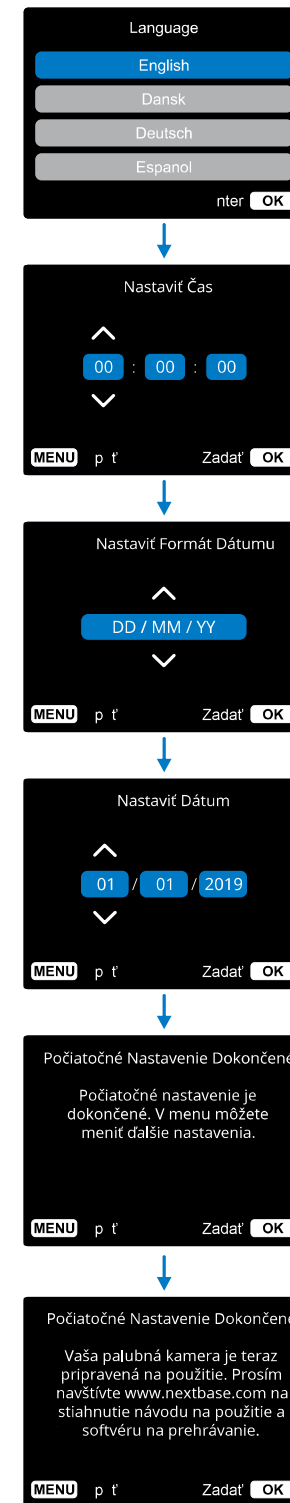 Language
English
Dansk
Deutsch
Espanol
nter OK
Nastaviť Čas
00 : 00 : 00
MENU p ť Zadať OK
Nastaviť Formát Dátumu
DD / MM / YY
MENU p ť Zadať OK
Nastaviť Dátum
01 / 01 / 2019
MENU p ť Zadať OK
Počiatočné Nastavenie Dokončené
Počiatočné nastavenie je
dokončené. V menu môžete
meniť ďalšie nastavenia.
MENU p ť Zadať OK
Počiatočné Nastavenie Dokončené
Vaša palubná kamera je teraz
pripravená na použitie. Prosím
navštívte www.nextbase.com na
stiahnutie návodu na použitie a
softvéru na prehrávanie.
MENU p ť Zadať OK